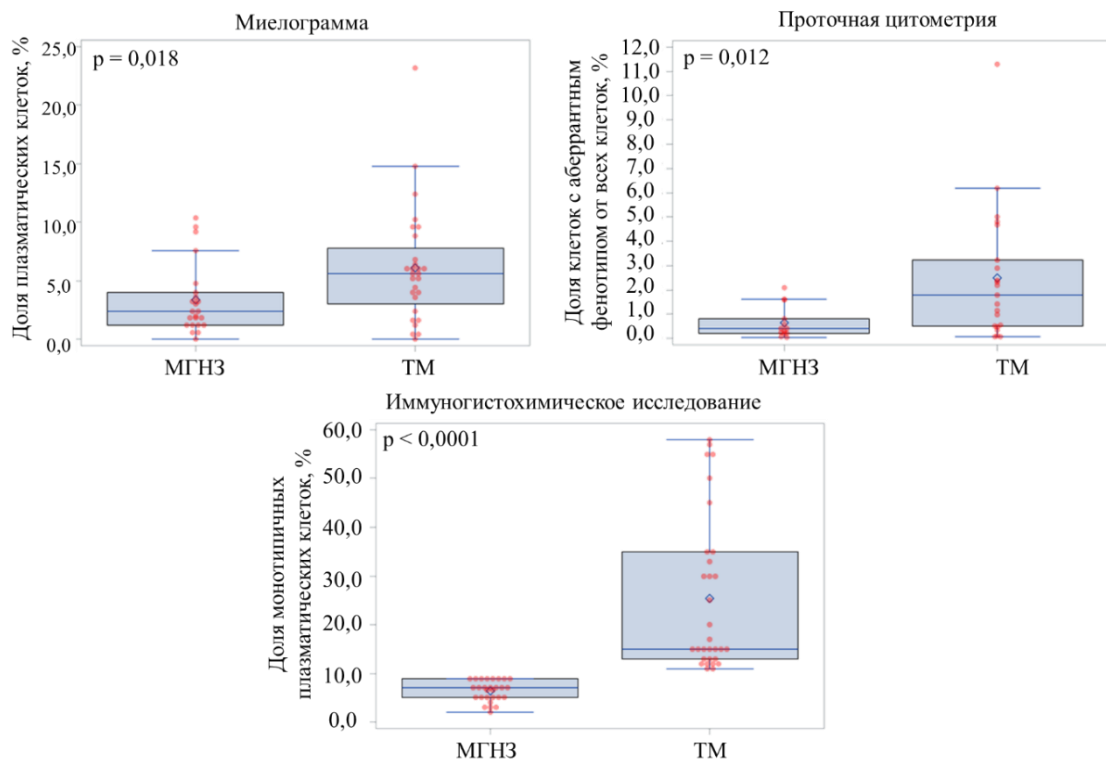 Миелограмма
p = 0,018
Доля плазматических клеток, %
25,0
20,0
15,0
10,0
5,0
0,0
МГНЗ
ТМ
Проточная цитометрия
p = 0,012
Доля клеток с аберрантным
фенотипом от всех клеток, %
12,0
11,0
10,0
9,0
8,0
7,0
6,0
5,0
4,0
3,0
2,0
1,0
0,0
МГНЗ
ТМ
Иммуногистохимическое исследование
p < 0,0001
Доля монотипичных
плазматических клеток, %
60,0
50,0
40,0
30,0
20,0
10,0
0,0
МГНЗ
ТМ